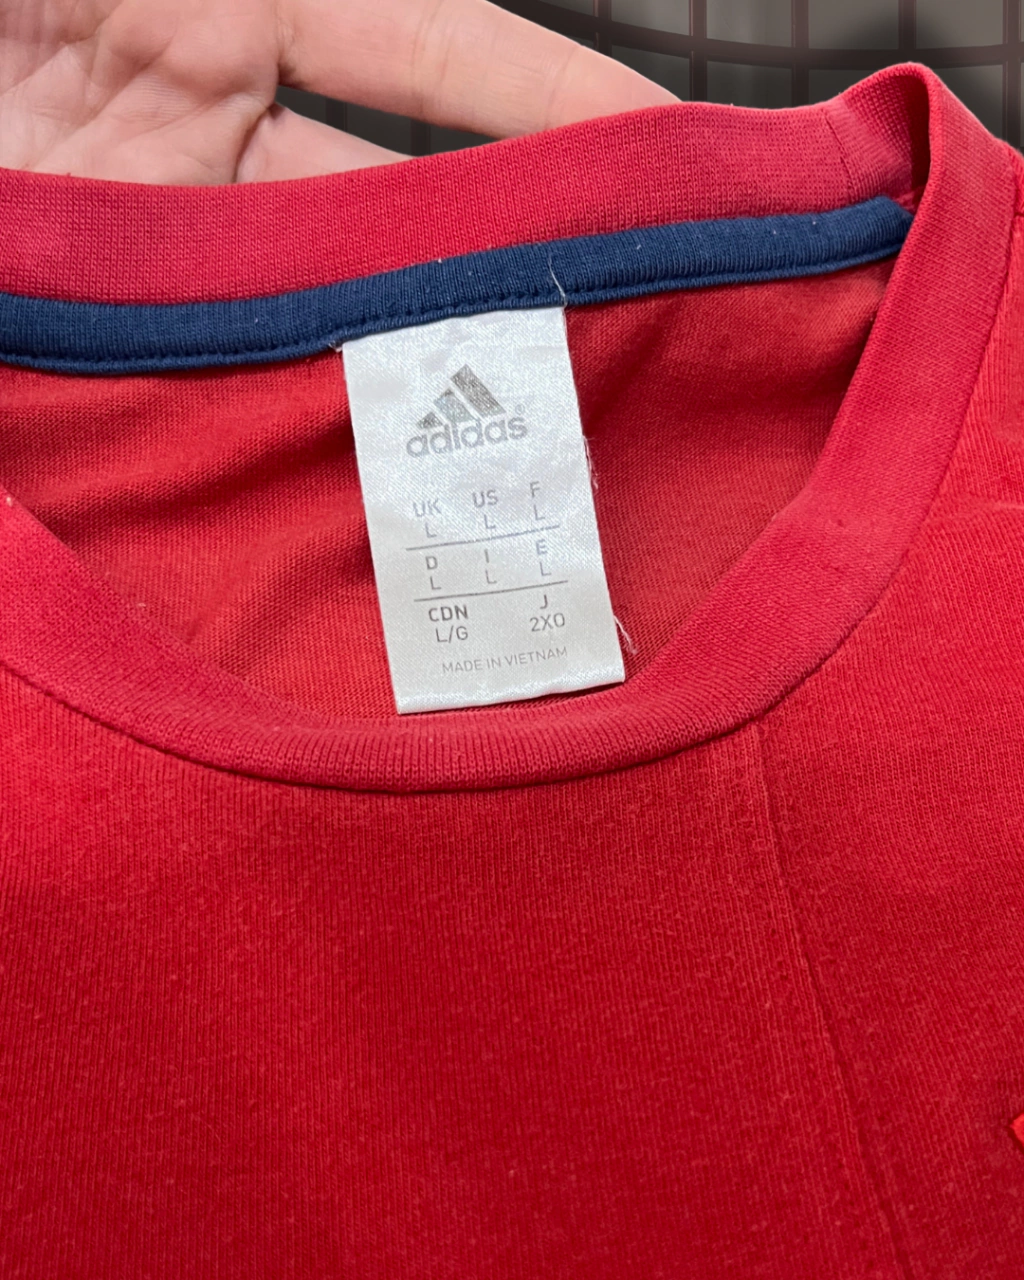 adidas®
UK US F
L L L
D I E
L L L
CDN J
L/G 2XO
MADE IN VIETNAM